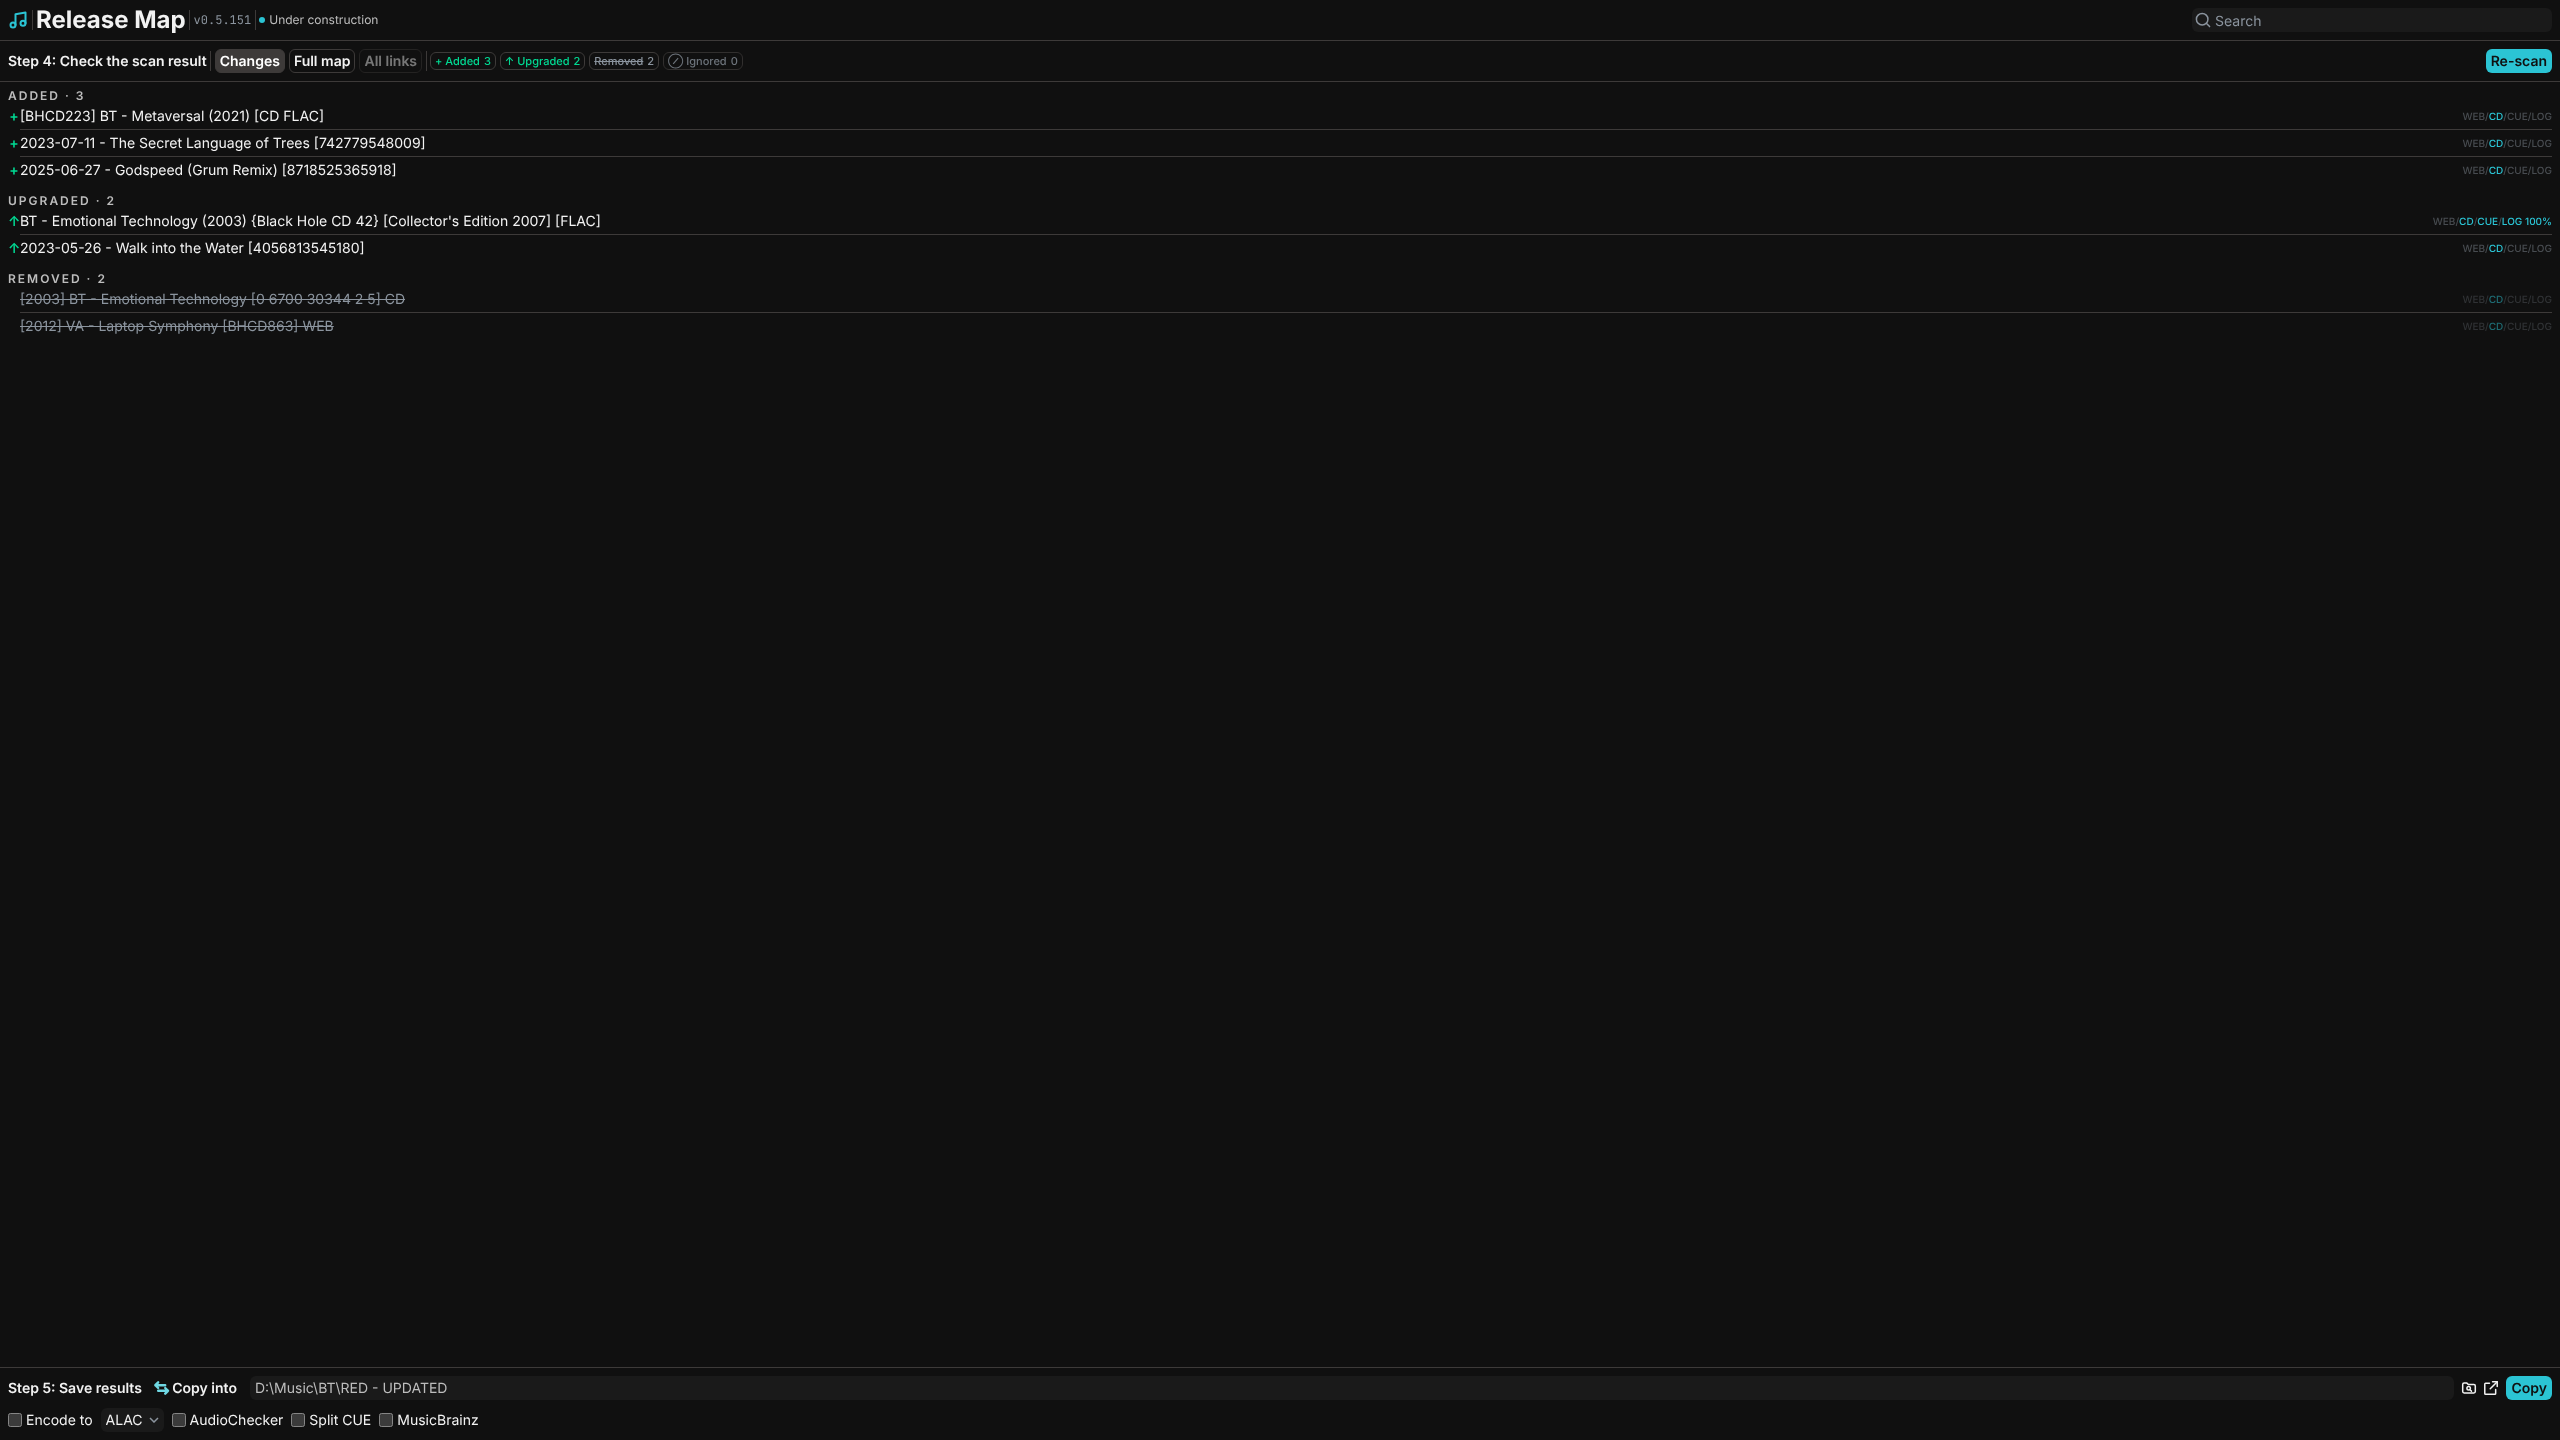 Release Map v0.5.151 Under construction Search
Step 4: Check the scan result Changes Full map All links + Added 3 ↑ Upgraded 2 Removed 2 Ignored 0 Re-scan
ADDED · 3
+ [BHCD223] BT - Metaversal (2021) [CD FLAC] WEB/CD/CUE/LOG
+ 2023-07-11 - The Secret Language of Trees [742779548009] WEB/CD/CUE/LOG
+ 2025-06-27 - Godspeed (Grum Remix) [8718525365918] WEB/CD/CUE/LOG
UPGRADED · 2
↑ BT - Emotional Technology (2003) {Black Hole CD 42} [Collector's Edition 2007] [FLAC] WEB/CD/CUE/LOG 100%
↑ 2023-05-26 - Walk into the Water [4056813545180] WEB/CD/CUE/LOG
REMOVED · 2
[2003] BT - Emotional Technology [0 6700 30344 2 5] CD WEB/CD/CUE/LOG
[2012] VA - Laptop Symphony [BHCD863] WEB WEB/CD/CUE/LOG
Step 5: Save results Copy into D:\Music\BT\RED - UPDATED Copy
Encode to ALAC AudioChecker Split CUE MusicBrainz